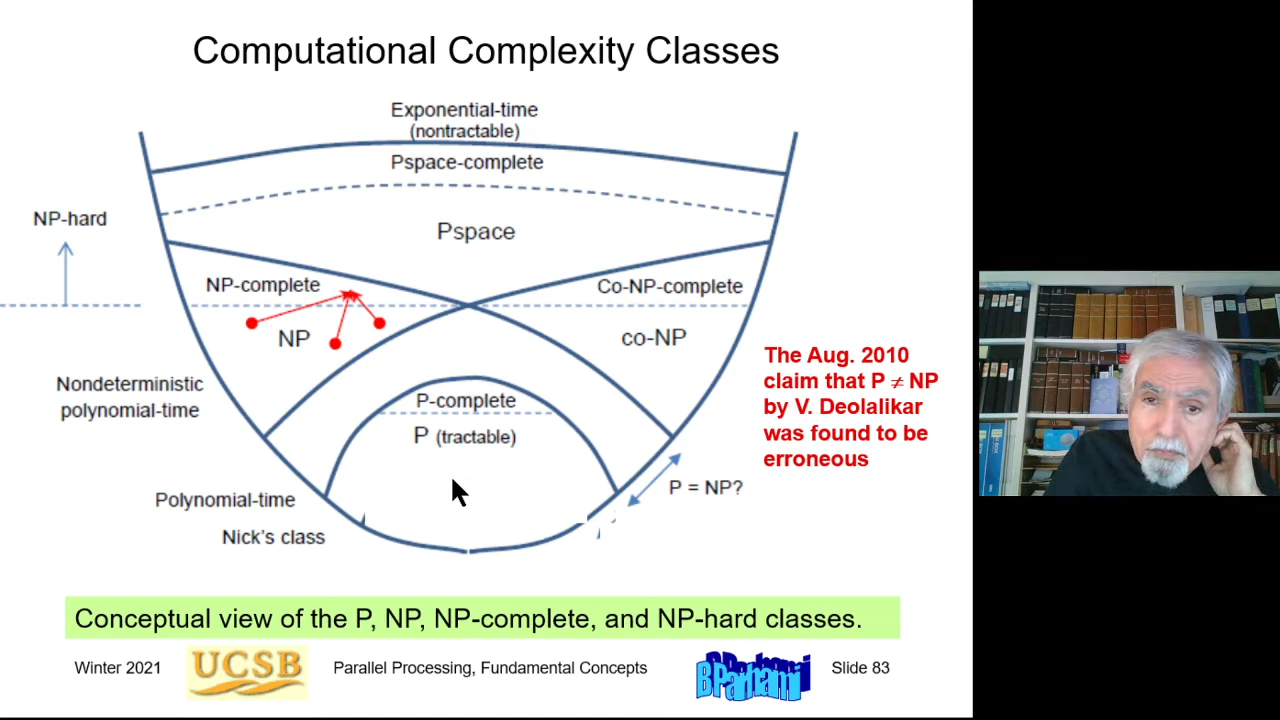 Computational Complexity Classes
Exponential-time
(nontractable)
Pspace-complete
NP-hard
Pspace
NP-complete
Co-NP-complete
NP
co-NP
The Aug. 2010
claim that P ≠ NP
by V. Deolalikar
was found to be
erroneous
Nondeterministic
polynomial-time
P-complete
P (tractable)
P = NP?
Polynomial-time
Nick's class
Conceptual view of the P, NP, NP-complete, and NP-hard classes.
Winter 2021
UCSB
Parallel Processing, Fundamental Concepts
BParhami
Slide 83